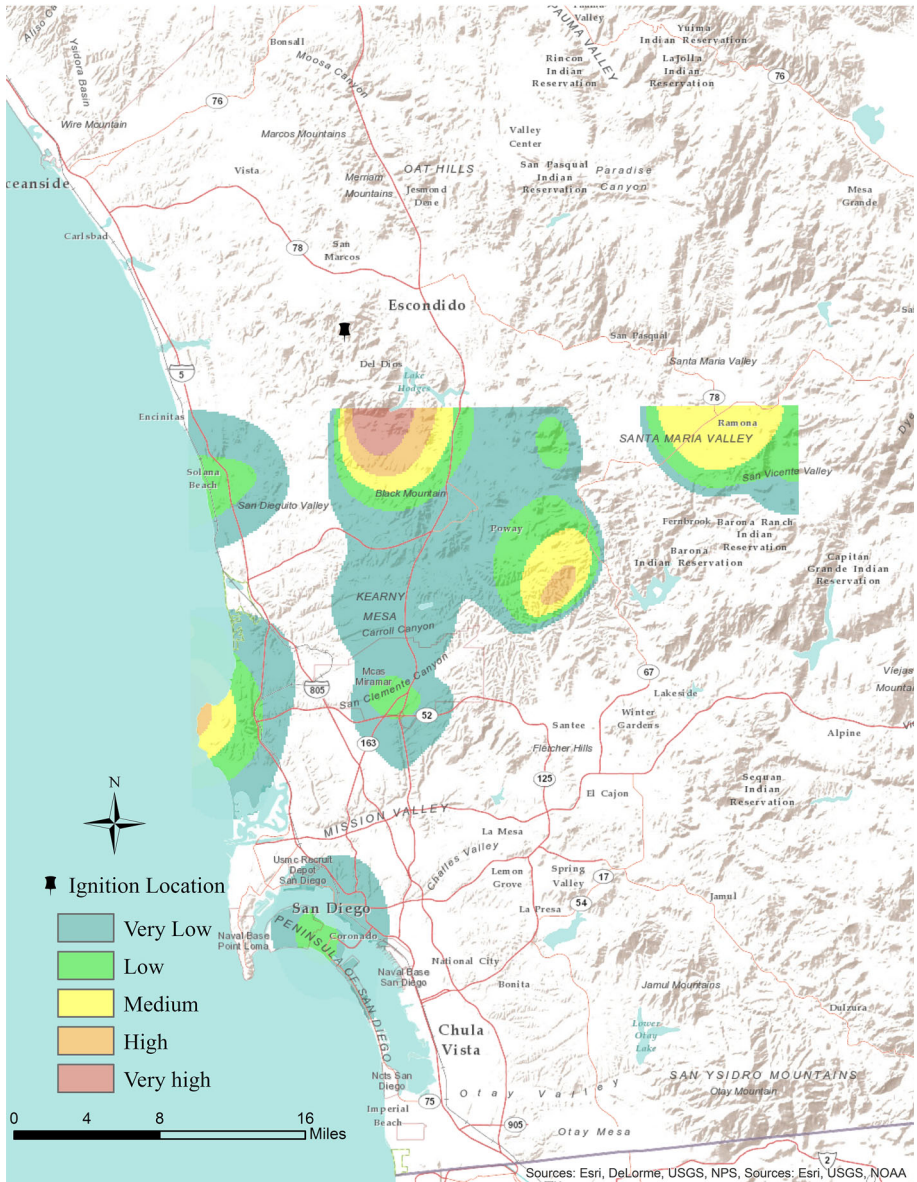 PAUMA VALLEY
Valley
Yuima
Indian Reservation
Rincon
Indian
Reservation
LaJolla
Indian
Reservation
76
Ysidora Basin
Bonsall
Moosa Canyon
76
Wire Mountain
Marcos Mountains
Valley
Center
OAT HILLS
San Pasqual
Indian
Reservation
Paradise
Canyon
Vista
Merriam
Mountains
Jesmond
Dene
Mesa
Grande
ceanside
Carlsbad
78
San
Marcos
Escondido
San Pasqual
Del Dios
Lake
Hodges
Santa Maria Valley
5
78
Encinitas
Ramona
SANTA MARIA VALLEY
Solana
Beach
San Vicente Valley
Black Mountain
San Dieguito Valley
Poway
Fernbrook
Barona Ranch
Indian
Reservation
Barona
Indian Reservation
Capitan
Grande Indian
Reservation
KEARNY
MESA
Carroll Canyon
Mcas
Miramar
San Clemente Canyon
805
67
Viejas
Mountain
Lakeside
52
Winter
Gardens
Santee
Alpine
163
Fletcher Hills
125
Sequan
Indian
Reservation
El Cajon
N
MISSION VALLEY
La Mesa
Charles Valley
Usmc Recruit
Depot
San Diego
Lemon
Grove
Spring
Valley
17
Ignition Location
San Diego
La Presa
54
Jamul
Very Low
Naval Base
Point Loma
Coronado
PENINSULA OF SAN DIEGO
Low
National City
Naval Base
San Diego
Bonita
Jamul Mountains
Medium
Dulzura
High
Chula
Vista
Lower
Otay
Lake
Very high
Ncts San
Diego
SAN YSIDRO MOUNTAINS
Otay Mountain
75
Otay Valley
Imperial
Beach
905
Otay Mesa
0 4 8 16
Miles
2
Sources: Esri, DeLorme, USGS, NPS, Sources: Esri, USGS, NOAA